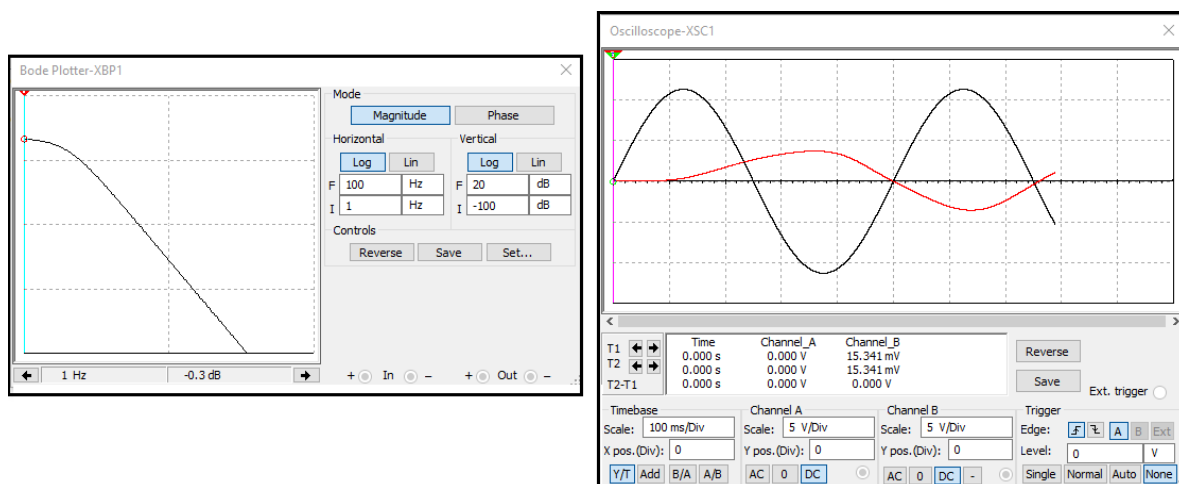 Bode Plotter-XBP1
Mode
Magnitude Phase
Horizontal Vertical
Log Lin Log Lin
F 100 Hz F 20 dB
I 1 Hz I -100 dB
Controls
Reverse Save Set...
1 Hz -0.3 dB + In − + Out −
Oscilloscope-XSC1
Time Channel_A Channel_B
T1 0.000 s 0.000 V 15.341 mV
T2 0.000 s 0.000 V 15.341 mV
T2-T1 0.000 s 0.000 V 0.000 V
Reverse
Save
Ext. trigger
Timebase Channel A Channel B Trigger
Scale: 100 ms/Div Scale: 5 V/Div Scale: 5 V/Div Edge: A B Ext
X pos.(Div): 0 Y pos.(Div): 0 Y pos.(Div): 0 Level: 0 V
Y/T Add B/A A/B AC 0 DC AC 0 DC - Single Normal Auto None